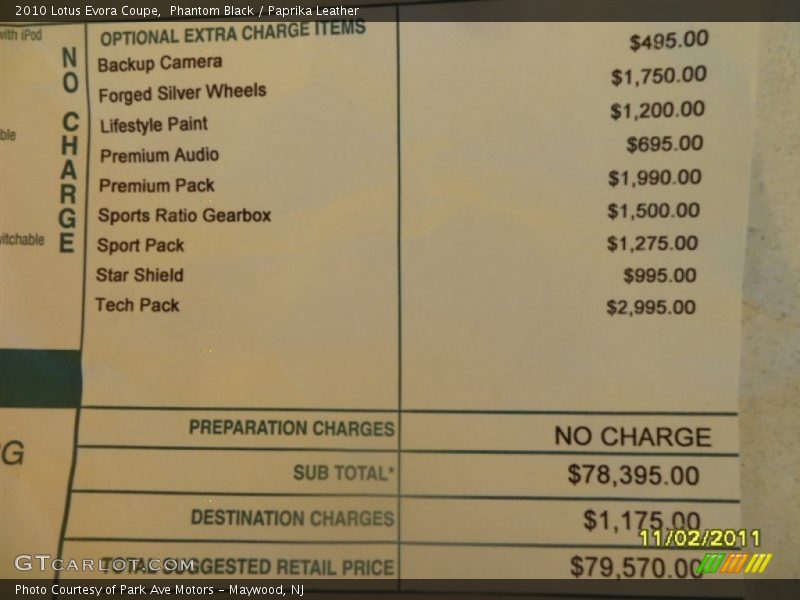 2010 Lotus Evora Coupe,  Phantom Black / Paprika Leather
with iPod
NO CHARGE
OPTIONAL EXTRA CHARGE ITEMS
Backup Camera $495.00
Forged Silver Wheels $1,750.00
Lifestyle Paint $1,200.00
Premium Audio $695.00
Premium Pack $1,990.00
Sports Ratio Gearbox $1,500.00
Sport Pack $1,275.00
Star Shield $995.00
Tech Pack $2,995.00
PREPARATION CHARGES NO CHARGE
SUB TOTAL* $78,395.00
DESTINATION CHARGES $1,175.00
11/02/2011
TOTAL SUGGESTED RETAIL PRICE $79,570.00
GTCARLOT.COM
Photo Courtesy of Park Ave Motors – Maywood, NJ